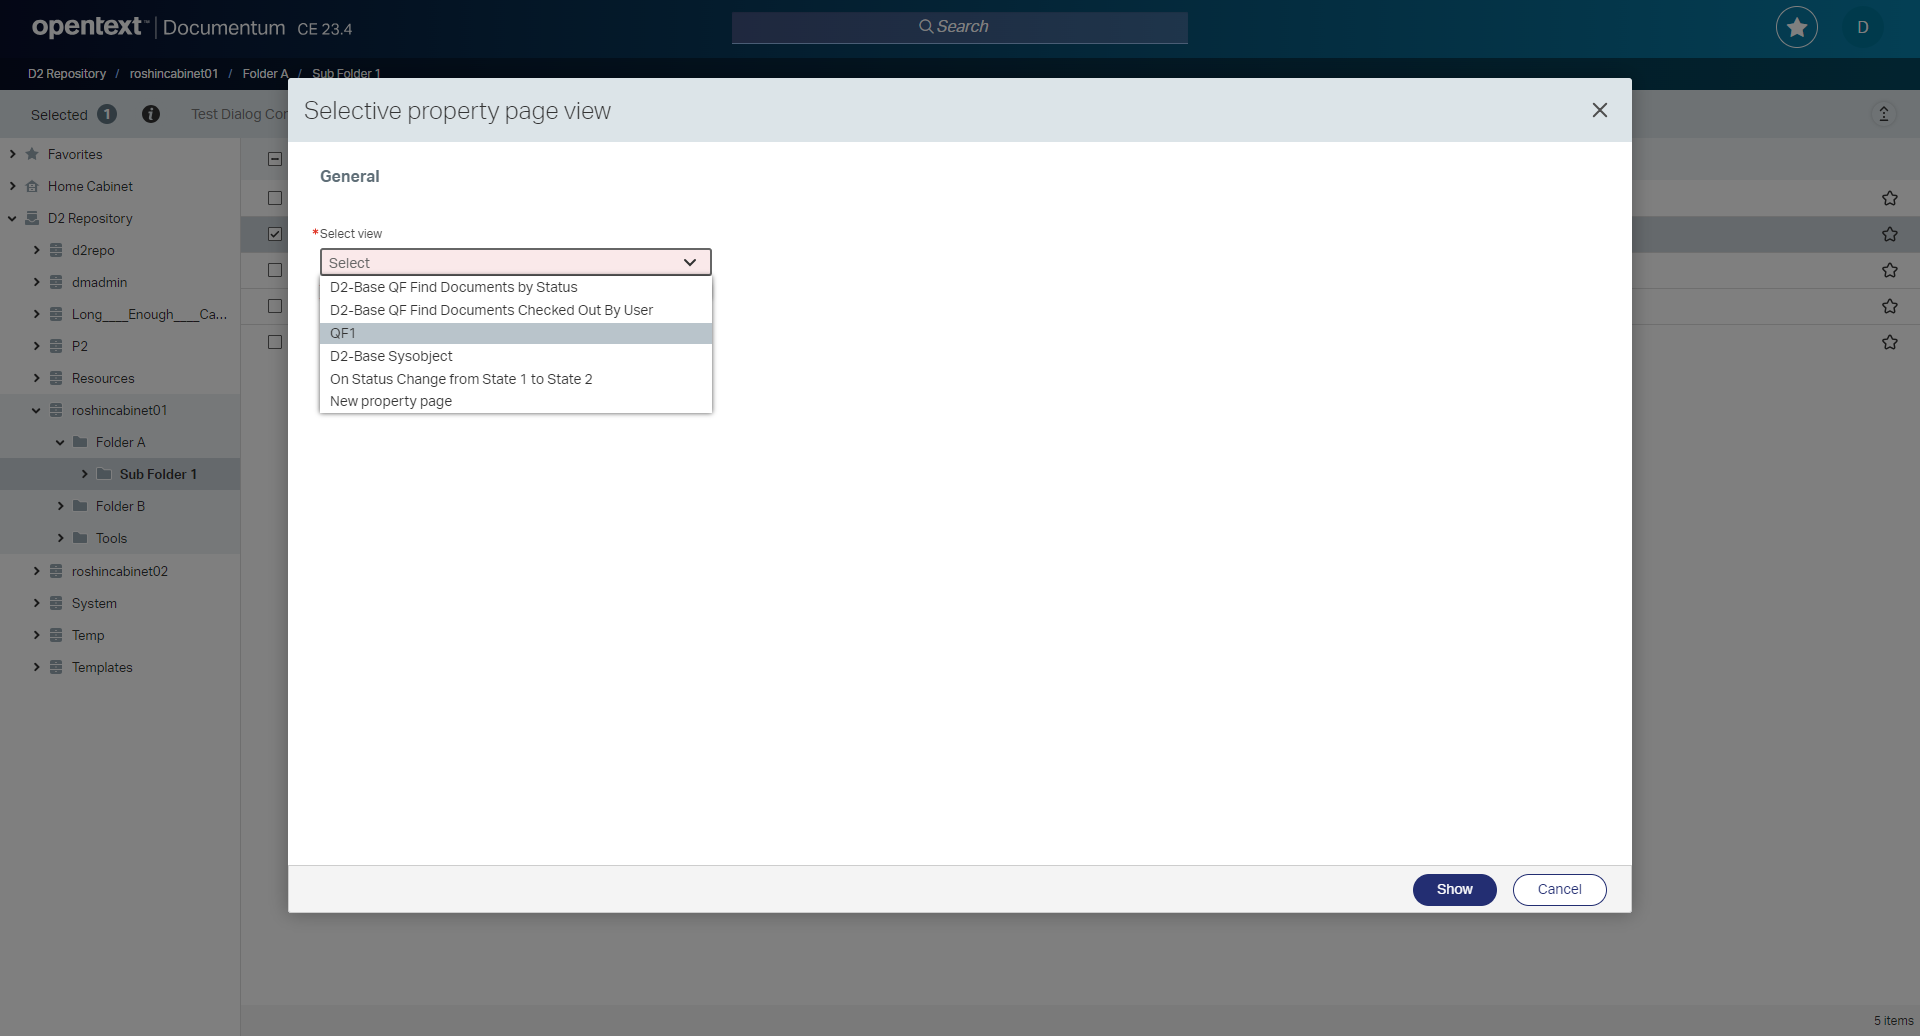 opentext™ | Documentum CE 23.4
Search
D
D2 Repository / roshincabinet01 / Folder A / Sub Folder 1
Selected 1
Test Dialog Cor
Selective property page view
General
*Select view
Select
D2-Base QF Find Documents by Status
D2-Base QF Find Documents Checked Out By User
QF1
D2-Base Sysobject
On Status Change from State 1 to State 2
New property page
Show
Cancel
Favorites
Home Cabinet
D2 Repository
d2repo
dmadmin
Long____Enough____Ca...
P2
Resources
roshincabinet01
Folder A
Sub Folder 1
Folder B
Tools
roshincabinet02
System
Temp
Templates
5 items